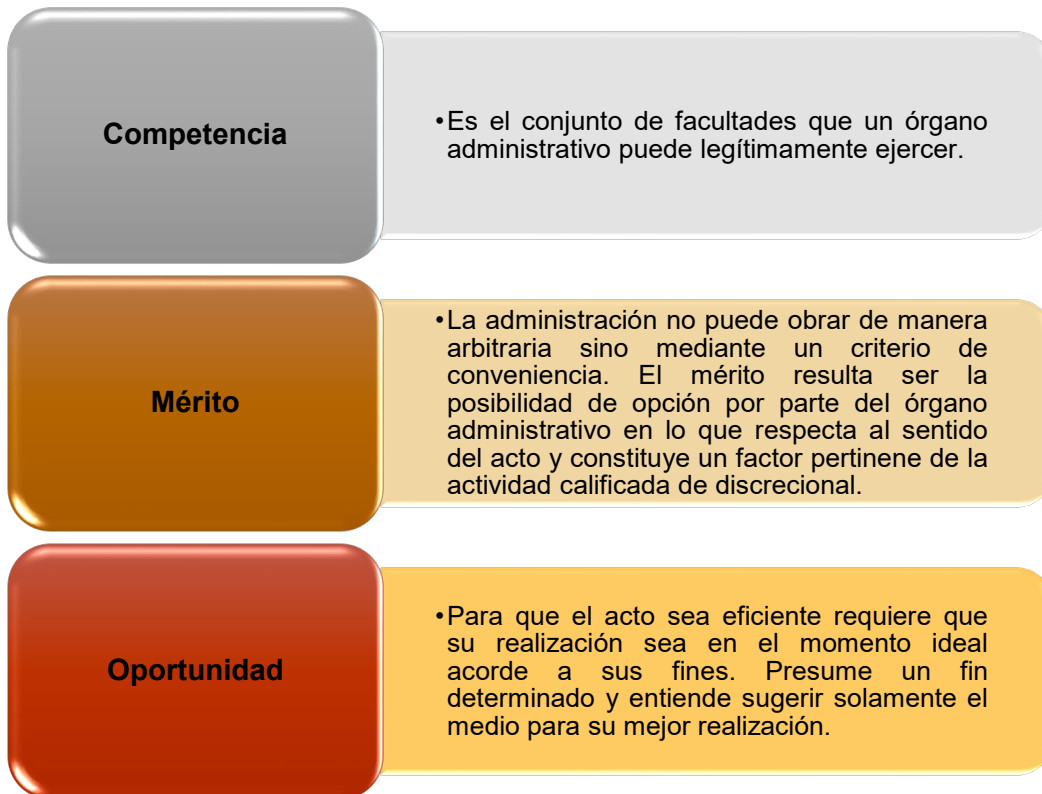 Competencia
•Es el conjunto de facultades que un órgano
administrativo puede legítimamente ejercer.
Mérito
•La administración no puede obrar de manera
arbitraria sino mediante un criterio de
conveniencia. El mérito resulta ser la
posibilidad de opción por parte del órgano
administrativo en lo que respecta al sentido
del acto y constituye un factor pertinene de la
actividad calificada de discrecional.
Oportunidad
•Para que el acto sea eficiente requiere que
su realización sea en el momento ideal
acorde a sus fines. Presume un fin
determinado y entiende sugerir solamente el
medio para su mejor realización.